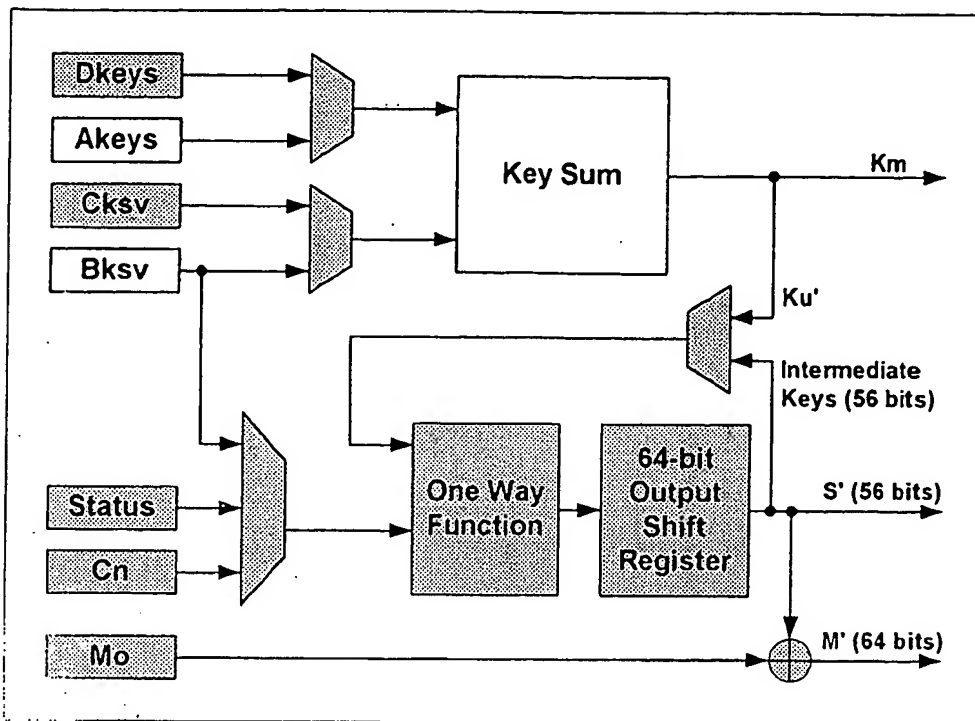 Dkeys
Akeys
Cksv
Bksv
Key Sum
Km
Ku'
Intermediate
Keys (56 bits)
Status
Cn
Mo
One Way
Function
64-bit
Output
Shift
Register
S' (56 bits)
M' (64 bits)